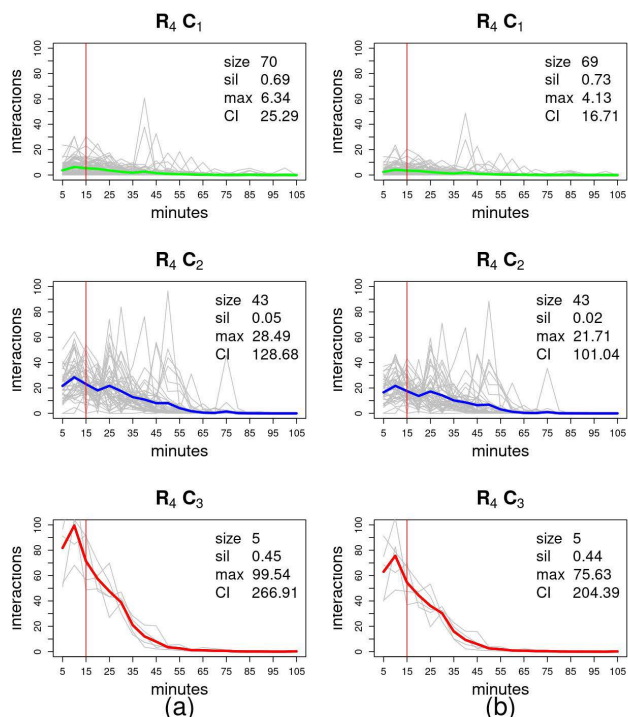 R4 C1
R4 C1
interactions
100
80
60
40
20
0
size 70
sil 0.69
max 6.34
CI 25.29
5 15 25 35 45 55 65 75 85 95 105
minutes
interactions
100
80
60
40
20
0
size 69
sil 0.73
max 4.13
CI 16.71
5 15 25 35 45 55 65 75 85 95 105
minutes
R4 C2
R4 C2
interactions
100
80
60
40
20
0
size 43
sil 0.05
max 28.49
CI 128.68
5 15 25 35 45 55 65 75 85 95 105
minutes
interactions
100
80
60
40
20
0
size 43
sil 0.02
max 21.71
CI 101.04
5 15 25 35 45 55 65 75 85 95 105
minutes
R4 C3
R4 C3
interactions
100
80
60
40
20
0
size 5
sil 0.45
max 99.54
CI 266.91
5 15 25 35 45 55 65 75 85 95 105
minutes
interactions
100
80
60
40
20
0
size 5
sil 0.44
max 75.63
CI 204.39
5 15 25 35 45 55 65 75 85 95 105
minutes
(a)
(b)